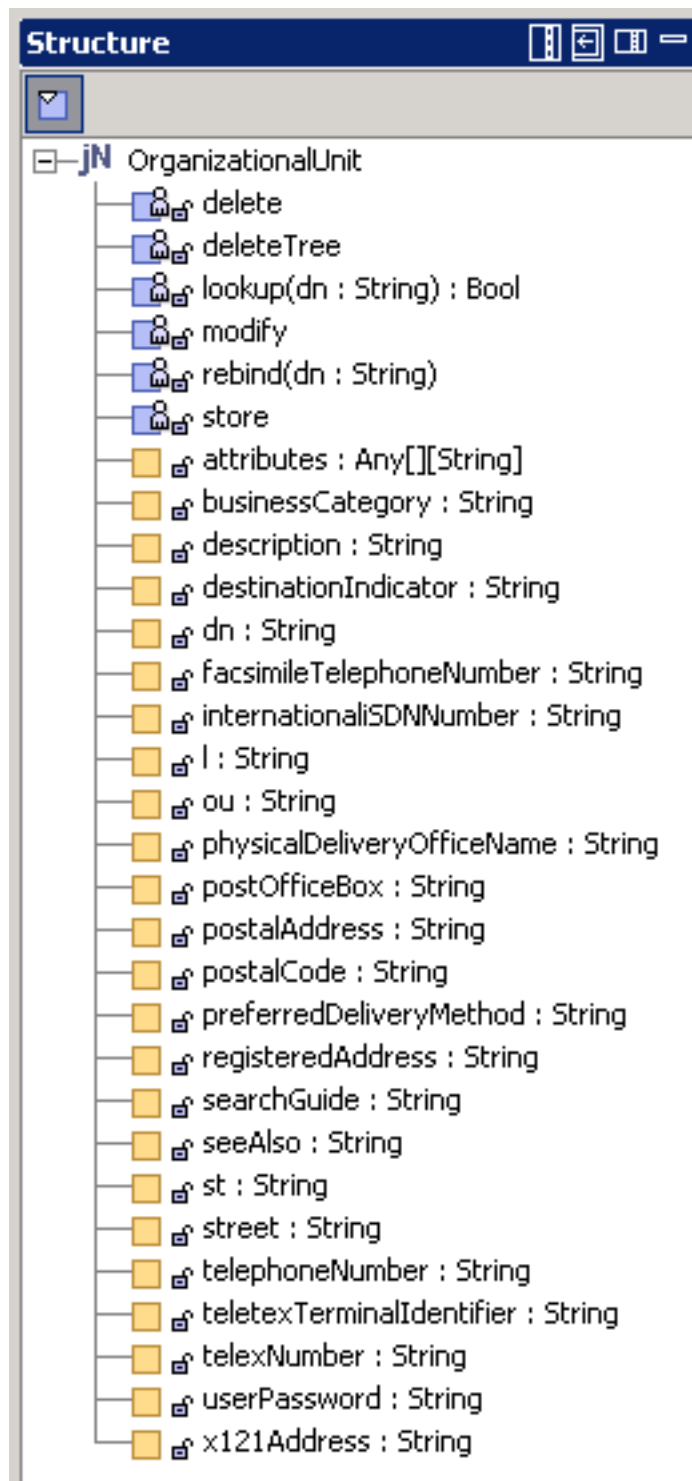 Structure
jN OrganizationalUnit
delete
deleteTree
lookup(dn : String) : Bool
modify
rebind(dn : String)
store
attributes : Any[][String]
businessCategory : String
description : String
destinationIndicator : String
dn : String
facsimileTelephoneNumber : String
internationaliSDNNumber : String
l : String
ou : String
physicalDeliveryOfficeName : String
postOfficeBox : String
postalAddress : String
postalCode : String
preferredDeliveryMethod : String
registeredAddress : String
searchGuide : String
seeAlso : String
st : String
street : String
telephoneNumber : String
teletexTerminalIdentifier : String
telexNumber : String
userPassword : String
x121Address : String